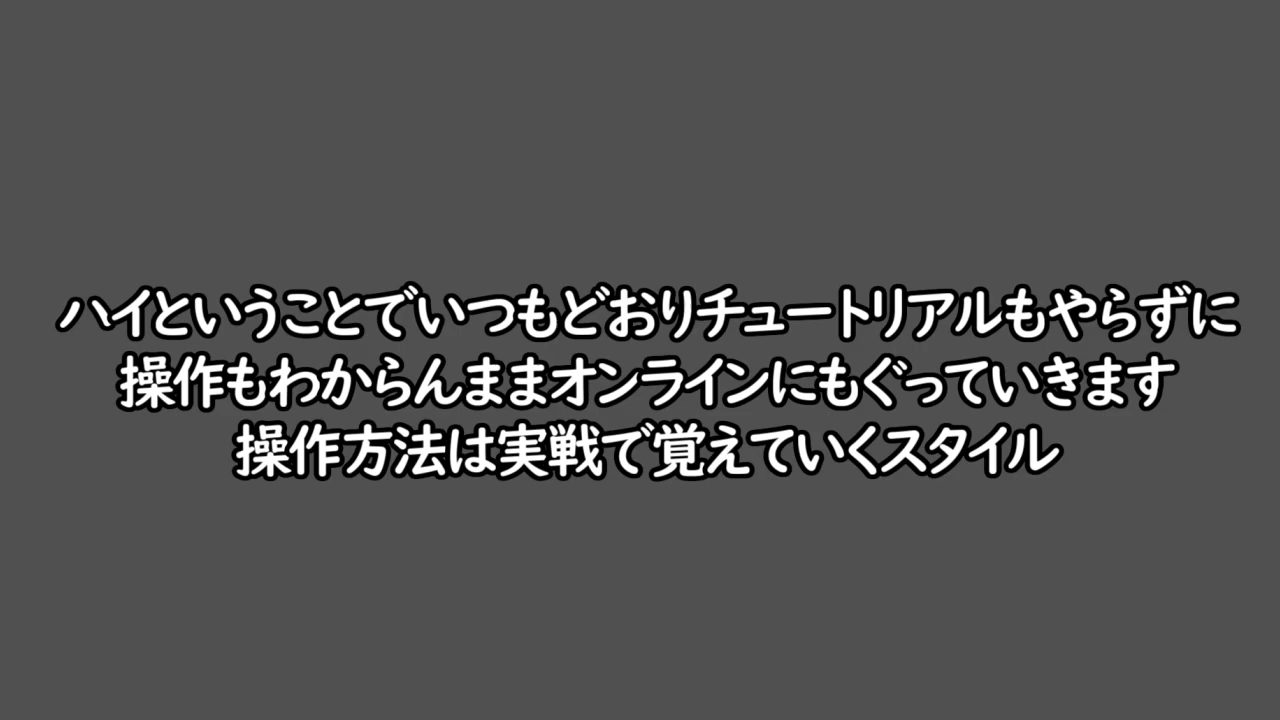 ハイということでいつもどおりチュートリアルもやらずに
操作もわからんままオンラインにもぐっていきます
操作方法は実戦で覚えていくスタイル